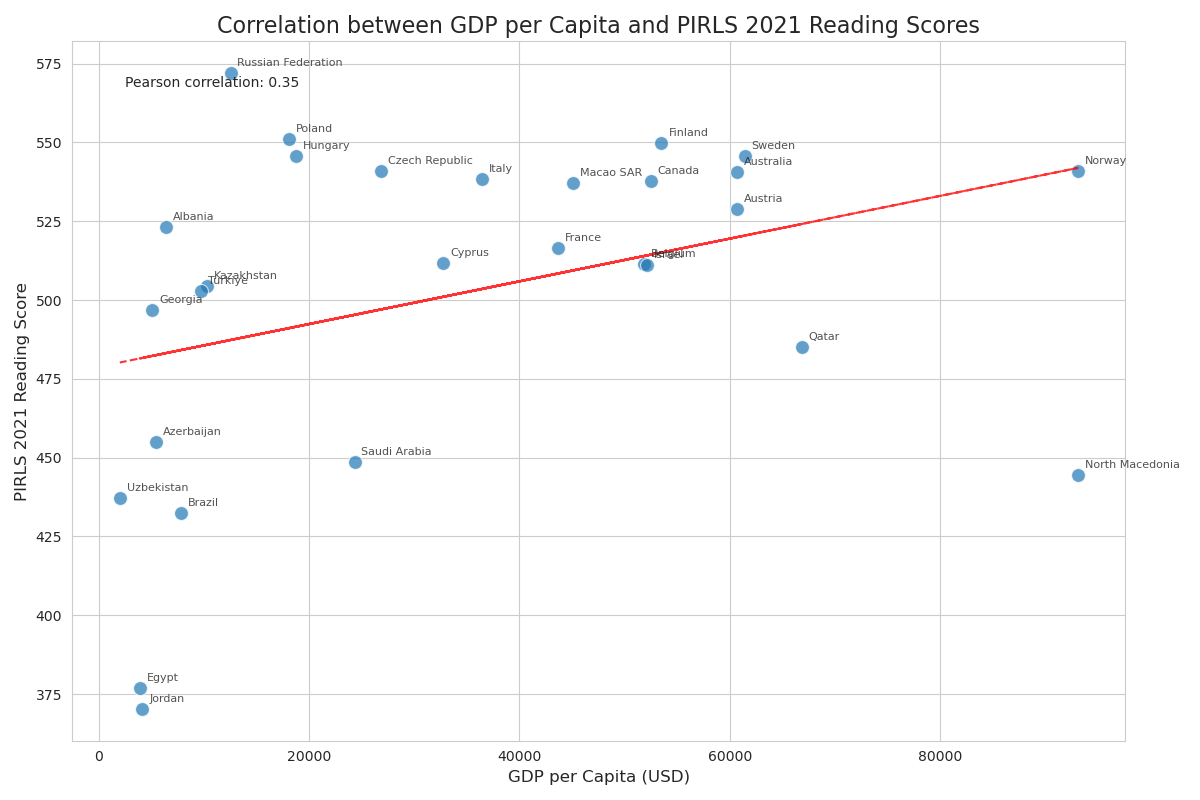 Correlation between GDP per Capita and PIRLS 2021 Reading Scores
575
Russian Federation
Pearson correlation: 0.35
550
Poland
Finland
Hungary
Sweden
Czech Republic
Italy
Macao SAR
Canada
Australia
Norway
525
Albania
Austria
France
Cyprus
Belgium
Israel
500
Kazakhstan
Türkiye
Georgia
Qatar
475
450
Azerbaijan
Saudi Arabia
North Macedonia
Uzbekistan
Brazil
425
400
375
Egypt
Jordan
PIRLS 2021 Reading Score
0
20000
40000
60000
80000
GDP per Capita (USD)